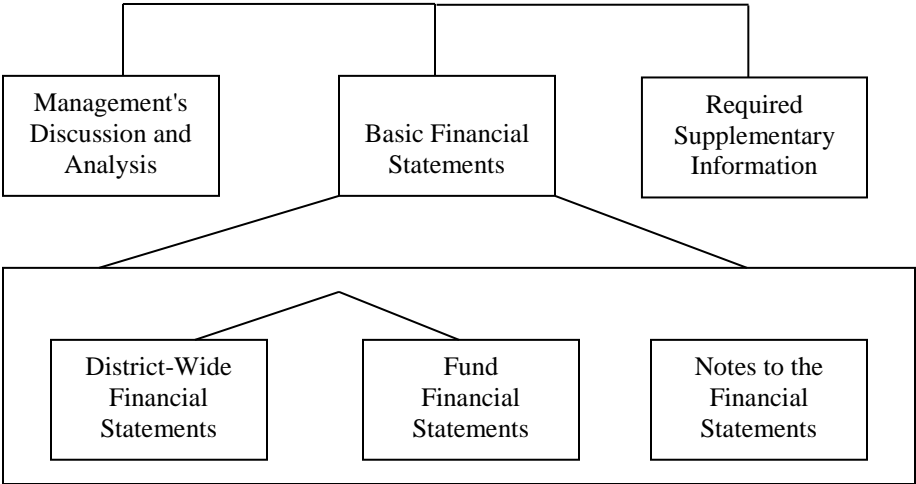 Management's
Discussion and
Analysis
Basic Financial
Statements
Required
Supplementary
Information
District-Wide
Financial
Statements
Fund
Financial
Statements
Notes to the
Financial
Statements